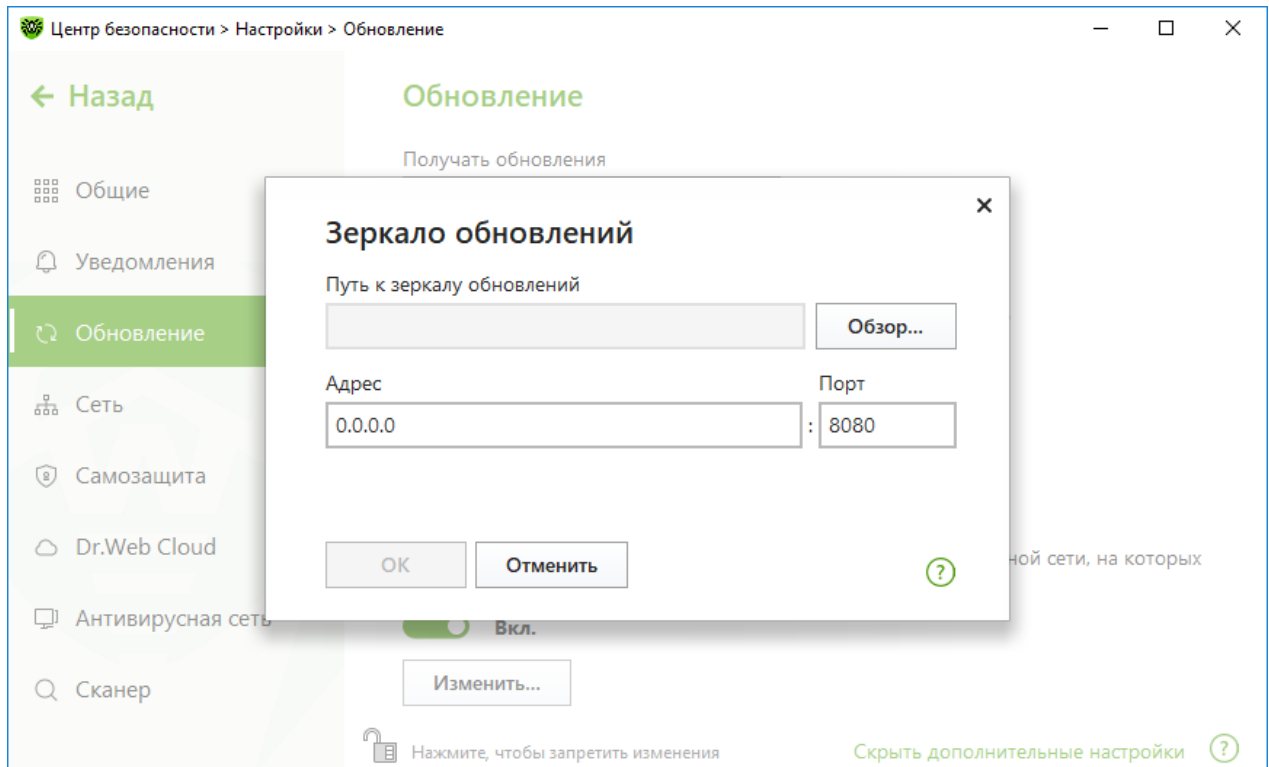 Центр безопасности > Настройки > Обновление
Назад
Обновление
Получать обновления
Общие
Уведомления
Обновление
Сеть
Самозащита
Dr.Web Cloud
Антивирусная сеть
Сканер
Зеркало обновлений
Путь к зеркалу обновлений
Обзор...
Адрес
Порт
0.0.0.0 : 8080
ОК
Отменить
?
ной сети, на которых
Вкл.
Изменить...
Нажмите, чтобы запретить изменения
Скрыть дополнительные настройки ?